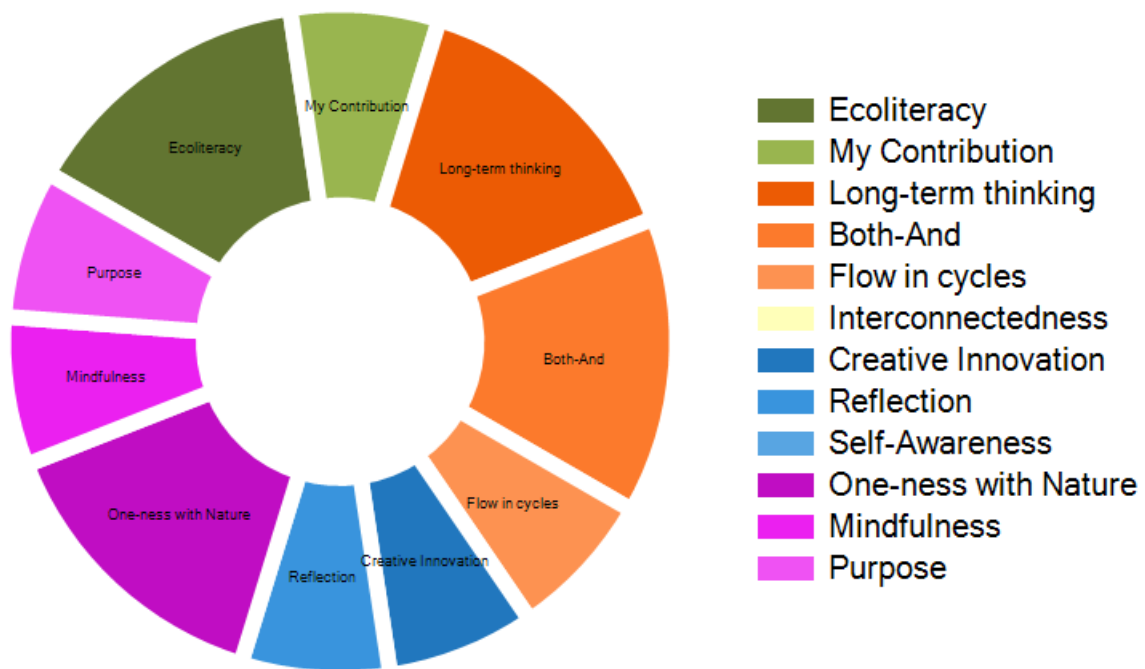 My Contribution
Ecoliteracy
Long-term thinking
Purpose
Both-And
Mindfulness
Flow in cycles
One-ness with Nature
Creative Innovation
Reflection
Ecoliteracy
My Contribution
Long-term thinking
Both-And
Flow in cycles
Interconnectedness
Creative Innovation
Reflection
Self-Awareness
One-ness with Nature
Mindfulness
Purpose